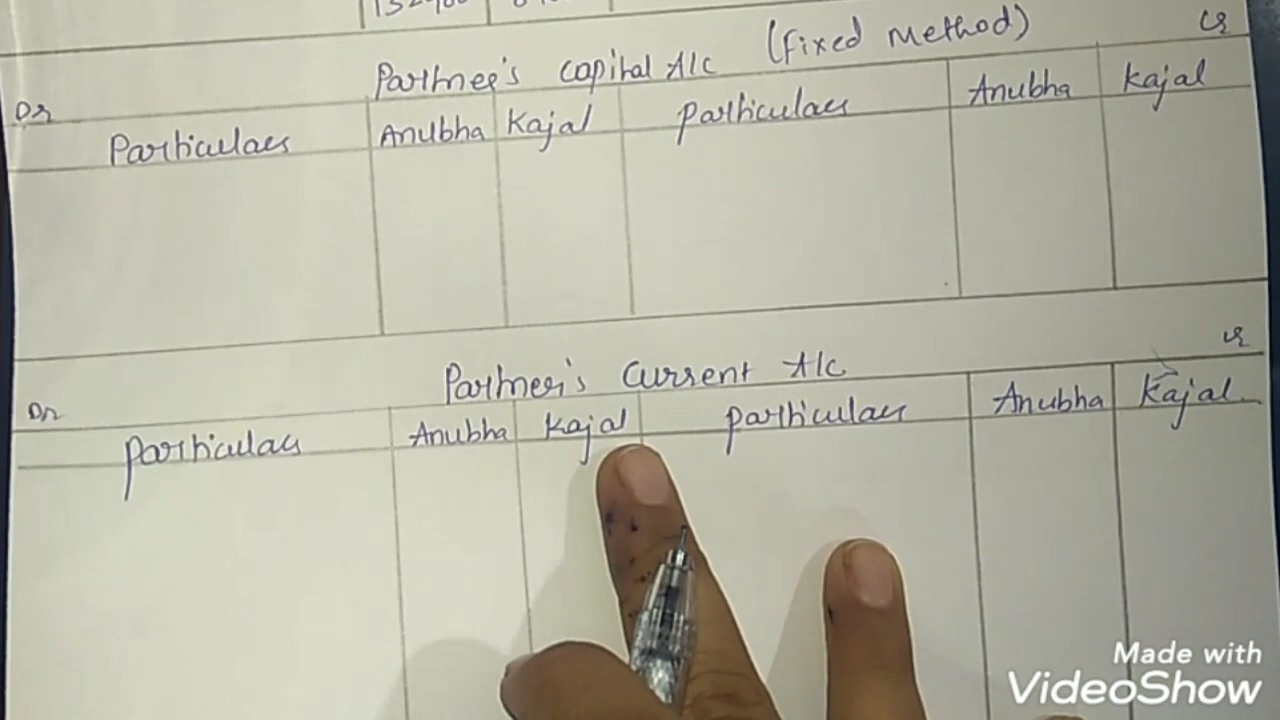 Partner's Capital A/c (Fixed Method)
Dr Cr
Particulars Anubha Kajal Particulars Anubha Kajal
Partner's Current A/c
Dr Cr
Particulars Anubha Kajal Particulars Anubha Kajal
Made with
VideoShow